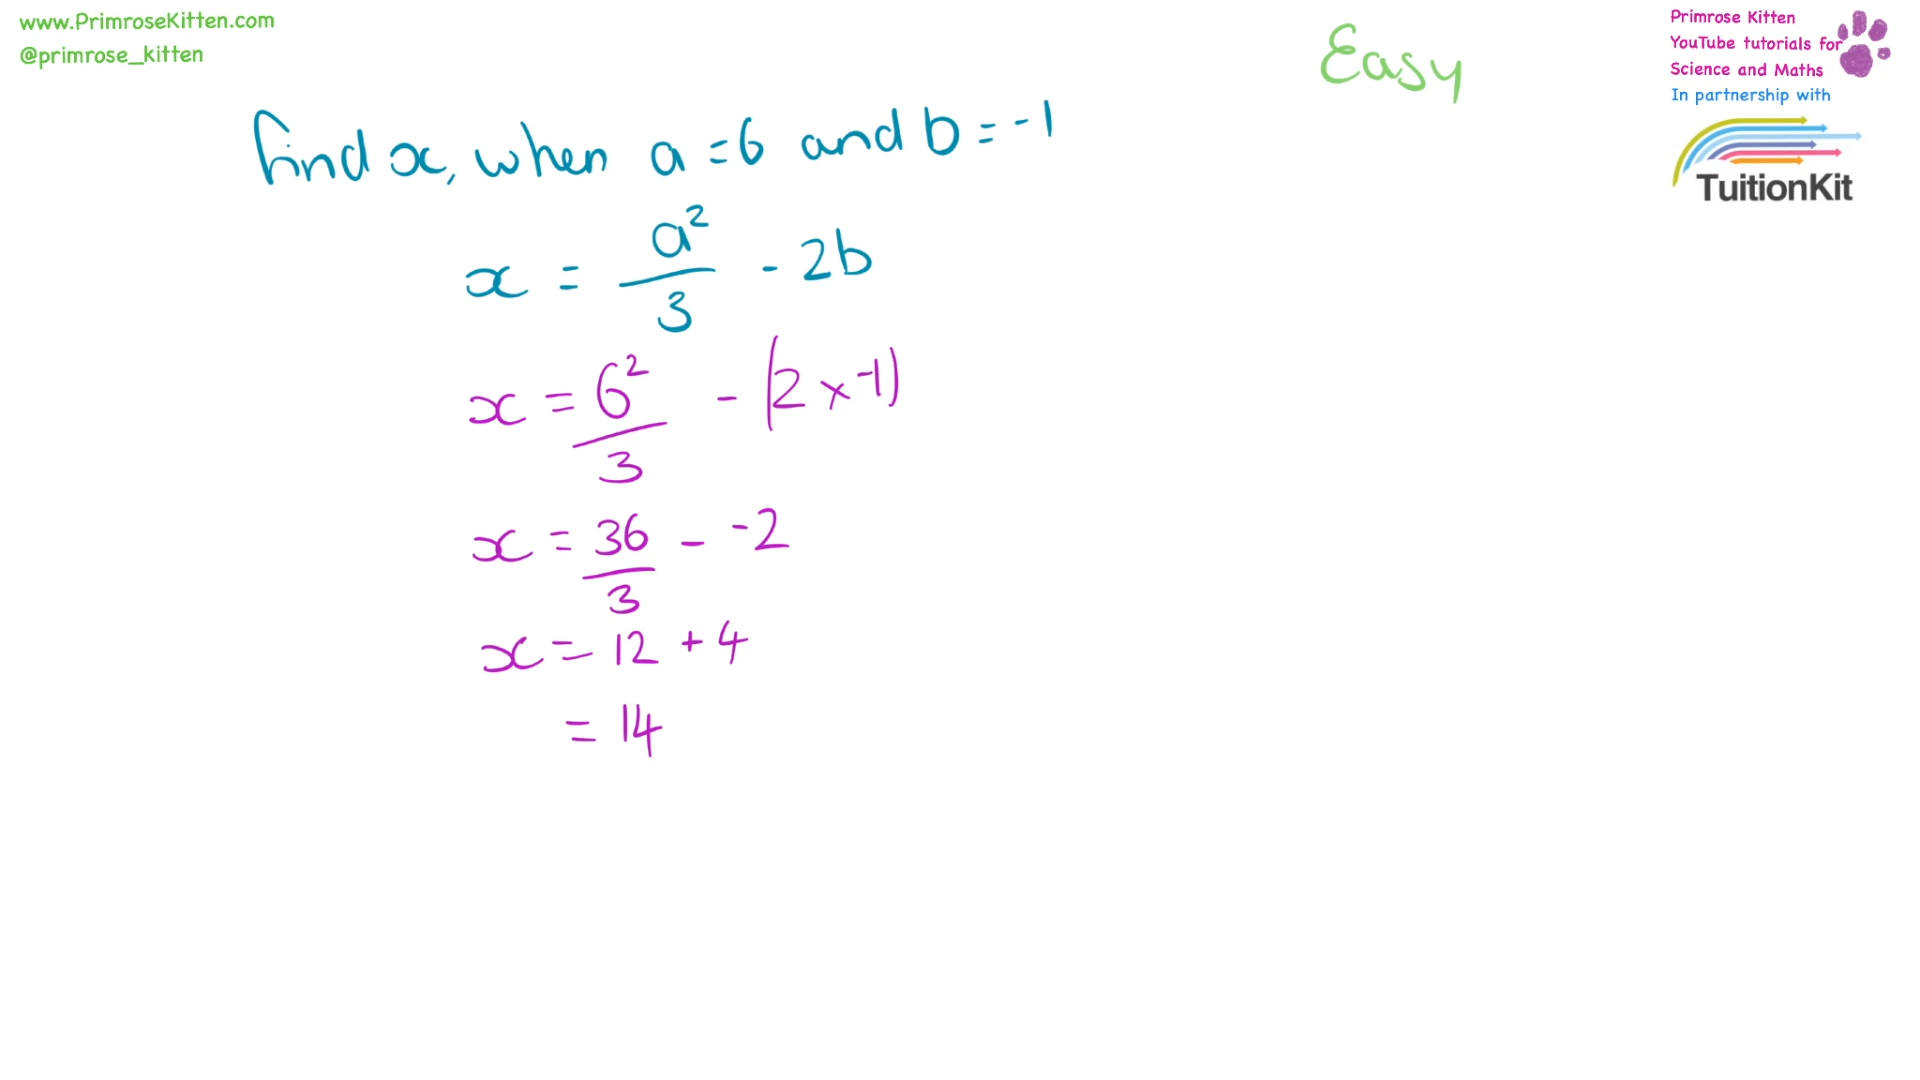 www.PrimroseKitten.com
@primrose_kitten
Easy
Primrose Kitten
YouTube tutorials for
Science and Maths
In partnership with
TuitionKit
find x, when a = 6 and b = -1
x = a²/3 - 2b
x = 6²/3 - (2 x -1)
x = 36/3 - -2
x = 12 + 4
= 14